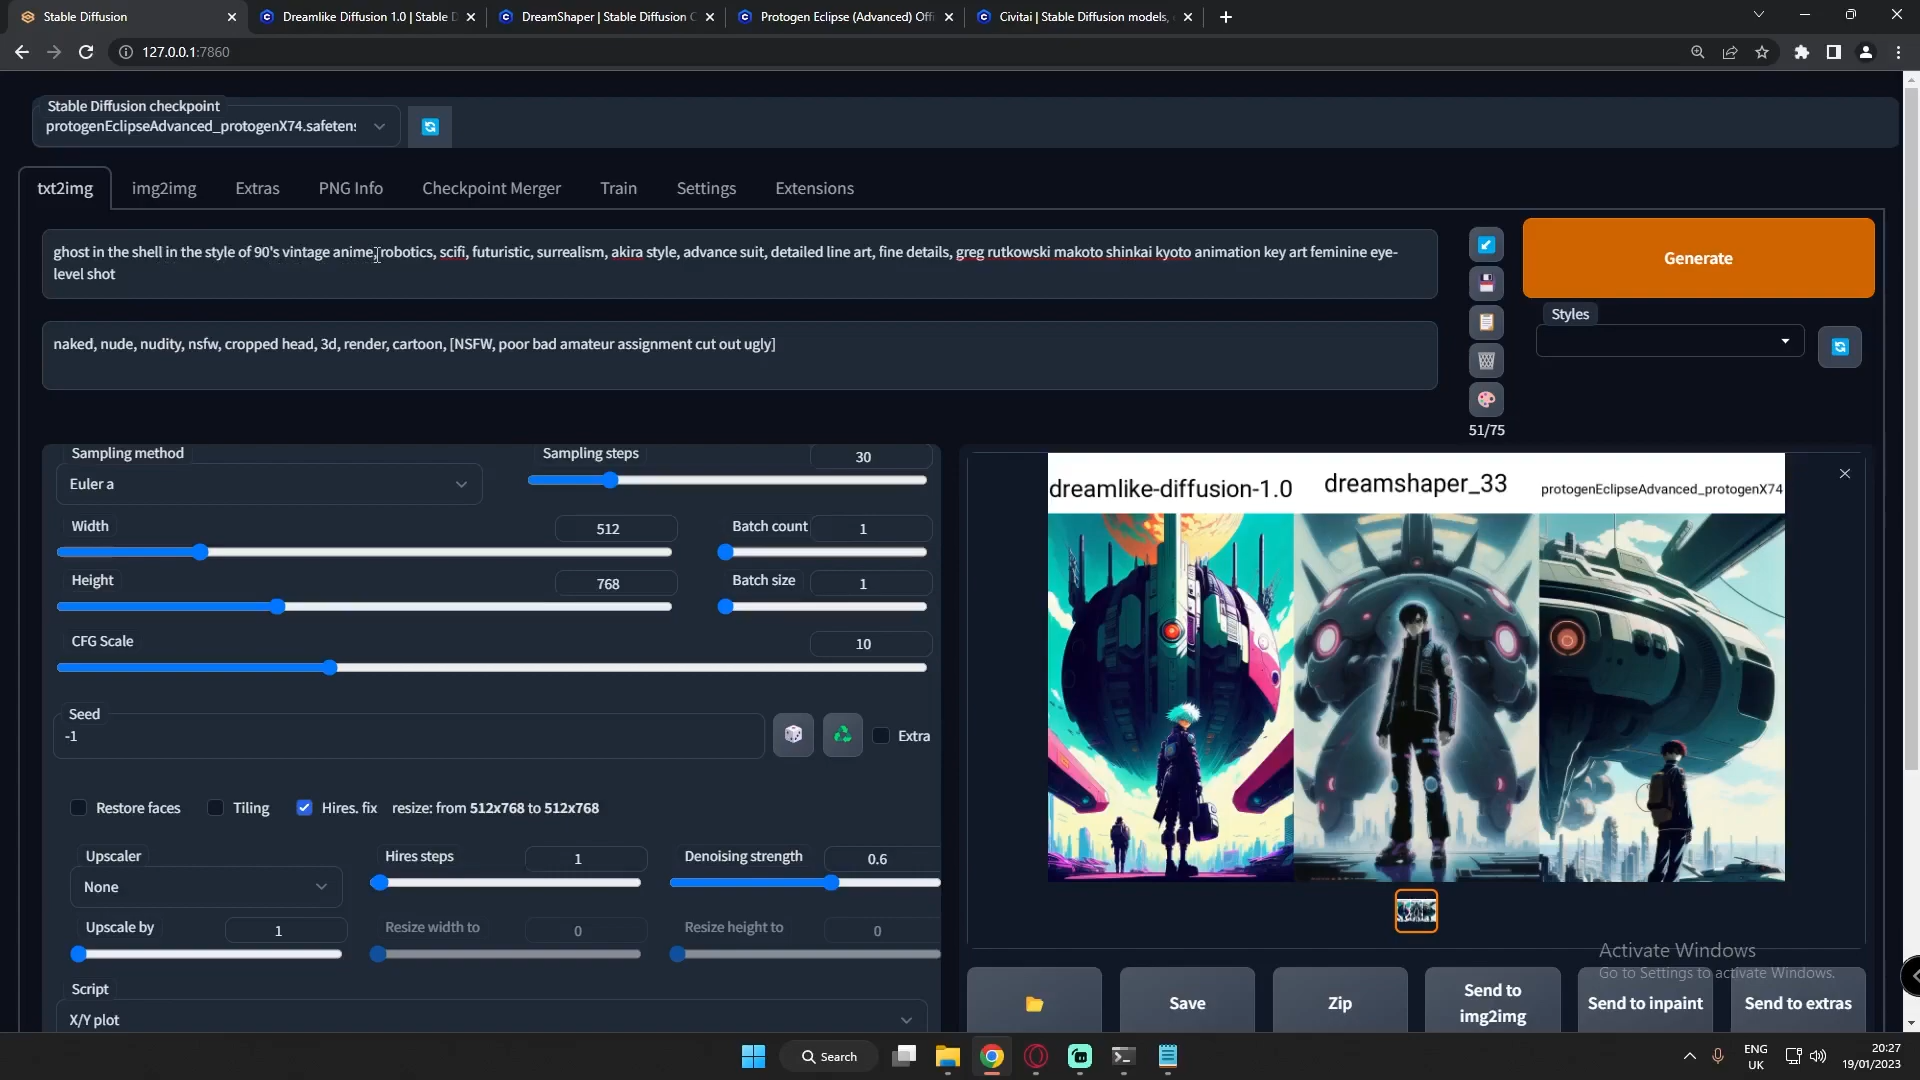 Stable Diffusion
Dreamlike Diffusion 1.0 | Stable D
DreamShaper | Stable Diffusion C
Protogen Eclipse (Advanced) Offi
Civitai | Stable Diffusion models,
127.0.0.1:7860
Stable Diffusion checkpoint
protogenEclipseAdvanced_protogenX74.safetens
txt2img
img2img
Extras
PNG Info
Checkpoint Merger
Train
Settings
Extensions
ghost in the shell in the style of 90's vintage anime, robotics, scifi, futuristic, surrealism, akira style, advance suit, detailed line art, fine details, greg rutkowski makoto shinkai kyoto animation key art feminine eye-
level shot
Generate
Styles
naked, nude, nudity, nsfw, cropped head, 3d, render, cartoon, [NSFW, poor bad amateur assignment cut out ugly]
51/75
Sampling method
Euler a
Sampling steps
30
Width
512
Batch count
1
Height
768
Batch size
1
CFG Scale
10
Seed
-1
Extra
Restore faces
Tiling
Hires. fix
resize: from 512x768 to 512x768
Upscaler
None
Hires steps
1
Denoising strength
0.6
Upscale by
1
Resize width to
0
Resize height to
0
Script
X/Y plot
dreamlike-diffusion-1.0
dreamshaper_33
protogenEclipseAdvanced_protogenX74
Activate Windows
Go to Settings to activate Windows.
Save
Zip
Send to
img2img
Send to inpaint
Send to extras
Search
ENG
UK
20:27
19/01/2023